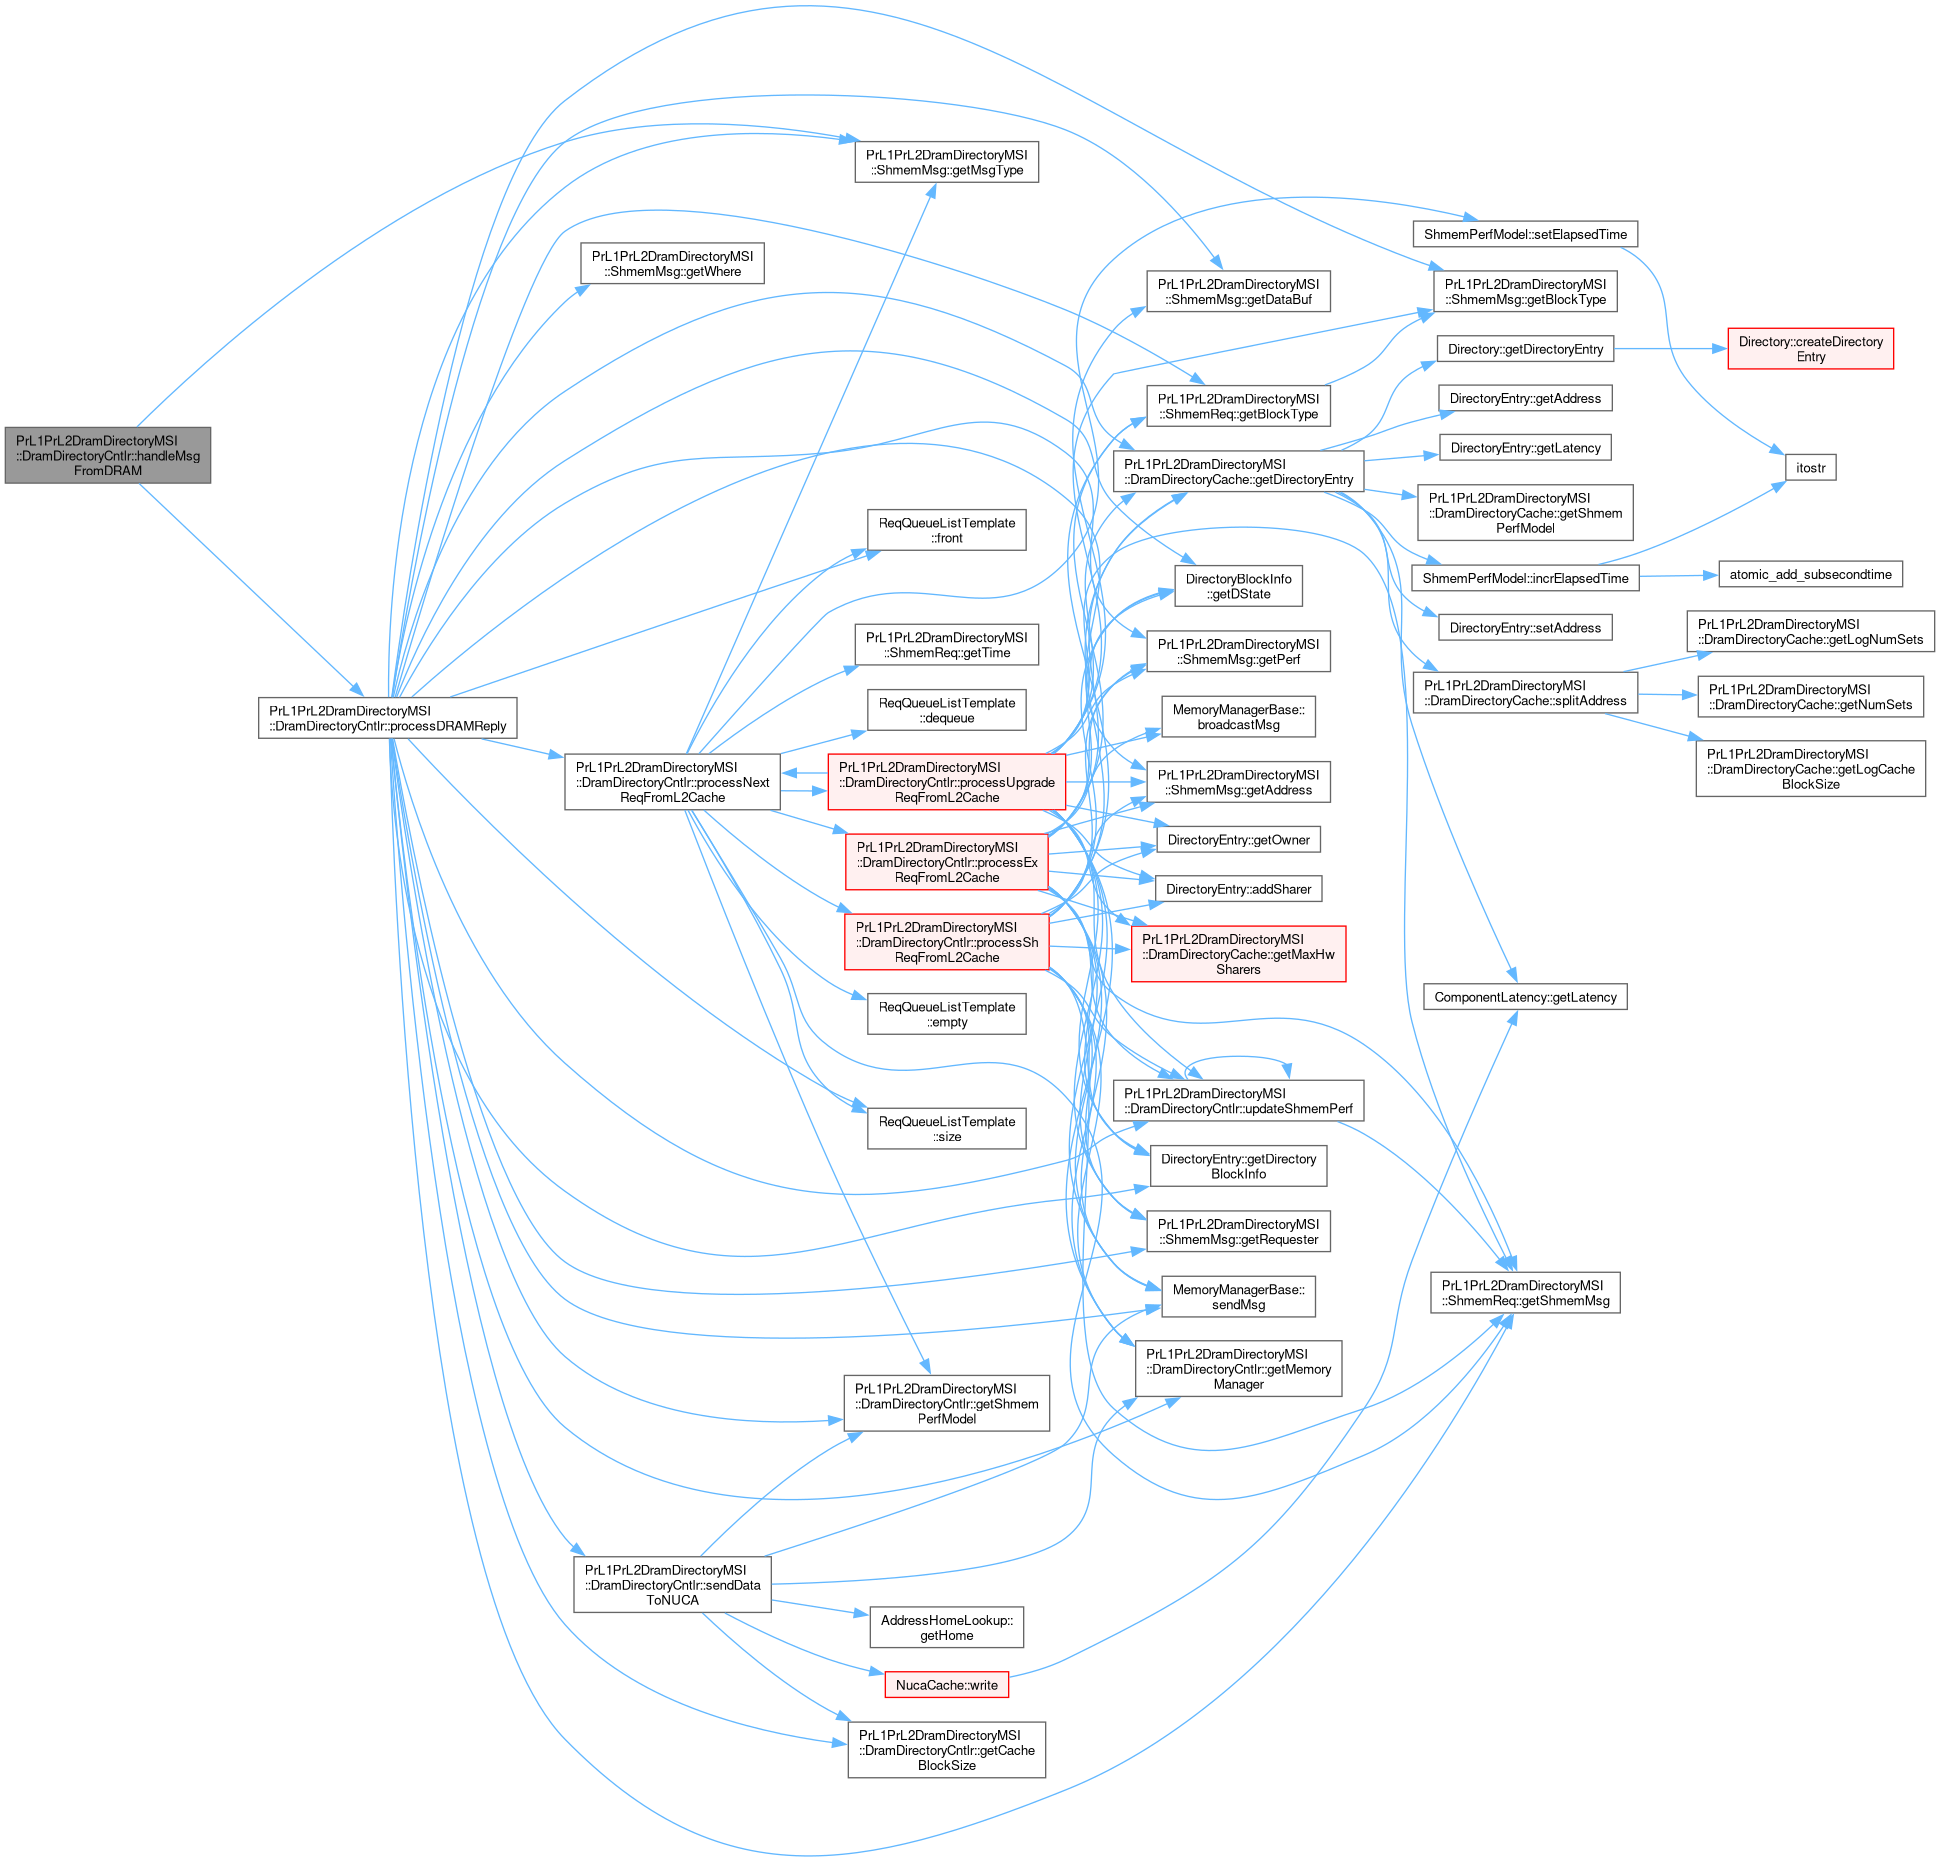 PrL1PrL2DramDirectoryMSI
::DramDirectoryCntlr::handleMsg
FromDRAM
PrL1PrL2DramDirectoryMSI
::DramDirectoryCntlr::processDRAMReply
PrL1PrL2DramDirectoryMSI
::ShmemMsg::getWhere
PrL1PrL2DramDirectoryMSI
::DramDirectoryCntlr::processNext
ReqFromL2Cache
PrL1PrL2DramDirectoryMSI
::DramDirectoryCntlr::sendData
ToNUCA
PrL1PrL2DramDirectoryMSI
::ShmemMsg::getMsgType
ReqQueueListTemplate
::front
PrL1PrL2DramDirectoryMSI
::ShmemReq::getTime
ReqQueueListTemplate
::dequeue
PrL1PrL2DramDirectoryMSI
::DramDirectoryCntlr::processUpgrade
ReqFromL2Cache
PrL1PrL2DramDirectoryMSI
::DramDirectoryCntlr::processEx
ReqFromL2Cache
PrL1PrL2DramDirectoryMSI
::DramDirectoryCntlr::processSh
ReqFromL2Cache
ReqQueueListTemplate
::empty
ReqQueueListTemplate
::size
PrL1PrL2DramDirectoryMSI
::DramDirectoryCntlr::getShmem
PerfModel
AddressHomeLookup::
getHome
NucaCache::write
PrL1PrL2DramDirectoryMSI
::DramDirectoryCntlr::getCache
BlockSize
PrL1PrL2DramDirectoryMSI
::ShmemMsg::getDataBuf
PrL1PrL2DramDirectoryMSI
::ShmemReq::getBlockType
PrL1PrL2DramDirectoryMSI
::DramDirectoryCache::getDirectoryEntry
DirectoryBlockInfo
::getDState
PrL1PrL2DramDirectoryMSI
::ShmemMsg::getPerf
MemoryManagerBase::
broadcastMsg
PrL1PrL2DramDirectoryMSI
::ShmemMsg::getAddress
DirectoryEntry::getOwner
DirectoryEntry::addSharer
PrL1PrL2DramDirectoryMSI
::DramDirectoryCache::getMaxHw
Sharers
PrL1PrL2DramDirectoryMSI
::DramDirectoryCntlr::updateShmemPerf
DirectoryEntry::getDirectory
BlockInfo
PrL1PrL2DramDirectoryMSI
::ShmemMsg::getRequester
MemoryManagerBase::
sendMsg
PrL1PrL2DramDirectoryMSI
::DramDirectoryCntlr::getMemory
Manager
ShmemPerfModel::setElapsedTime
PrL1PrL2DramDirectoryMSI
::ShmemMsg::getBlockType
Directory::getDirectoryEntry
DirectoryEntry::getAddress
DirectoryEntry::getLatency
PrL1PrL2DramDirectoryMSI
::DramDirectoryCache::getShmem
PerfModel
ShmemPerfModel::incrElapsedTime
DirectoryEntry::setAddress
PrL1PrL2DramDirectoryMSI
::DramDirectoryCache::splitAddress
ComponentLatency::getLatency
PrL1PrL2DramDirectoryMSI
::ShmemReq::getShmemMsg
Directory::createDirectory
Entry
itostr
atomic_add_subsecondtime
PrL1PrL2DramDirectoryMSI
::DramDirectoryCache::getLogNumSets
PrL1PrL2DramDirectoryMSI
::DramDirectoryCache::getNumSets
PrL1PrL2DramDirectoryMSI
::DramDirectoryCache::getLogCache
BlockSize